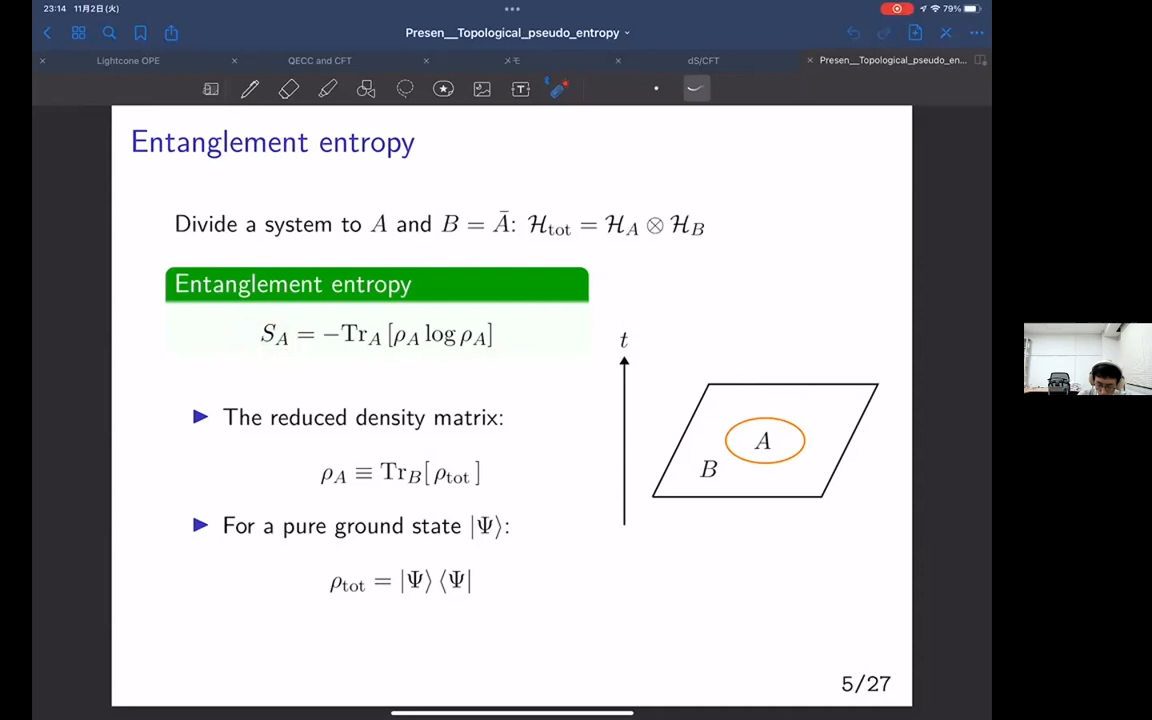 23:14 11月2日(火)
79%
Presen__Topological_pseudo_entropy
Lightcone OPE
QECC and CFT
メモ
dS/CFT
Presen__Topological_pseudo_en...
Entanglement entropy
Divide a system to A and B = Ā: ℋ_tot = ℋ_A ⊗ ℋ_B
Entanglement entropy
S_A = −Tr_A [ρ_A log ρ_A]
t
A
B
▶ The reduced density matrix:
ρ_A ≡ Tr_B[ρ_tot]
▶ For a pure ground state |Ψ⟩:
ρ_tot = |Ψ⟩ ⟨Ψ|
5/27